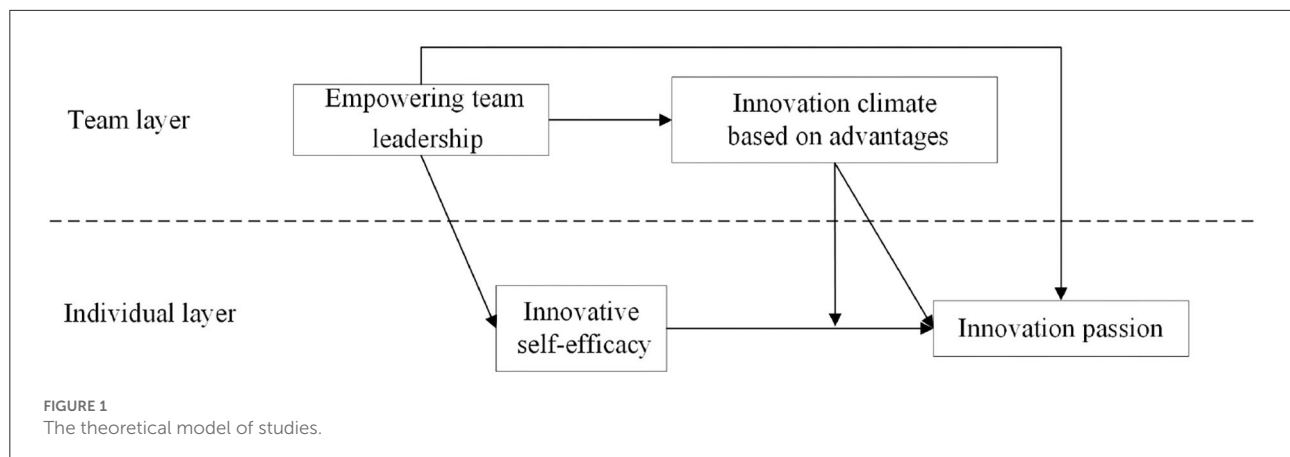 Team layer
Empowering team
leadership
Innovation climate
based on advantages
Individual layer
Innovative
self-efficacy
Innovation passion
FIGURE 1
The theoretical model of studies.